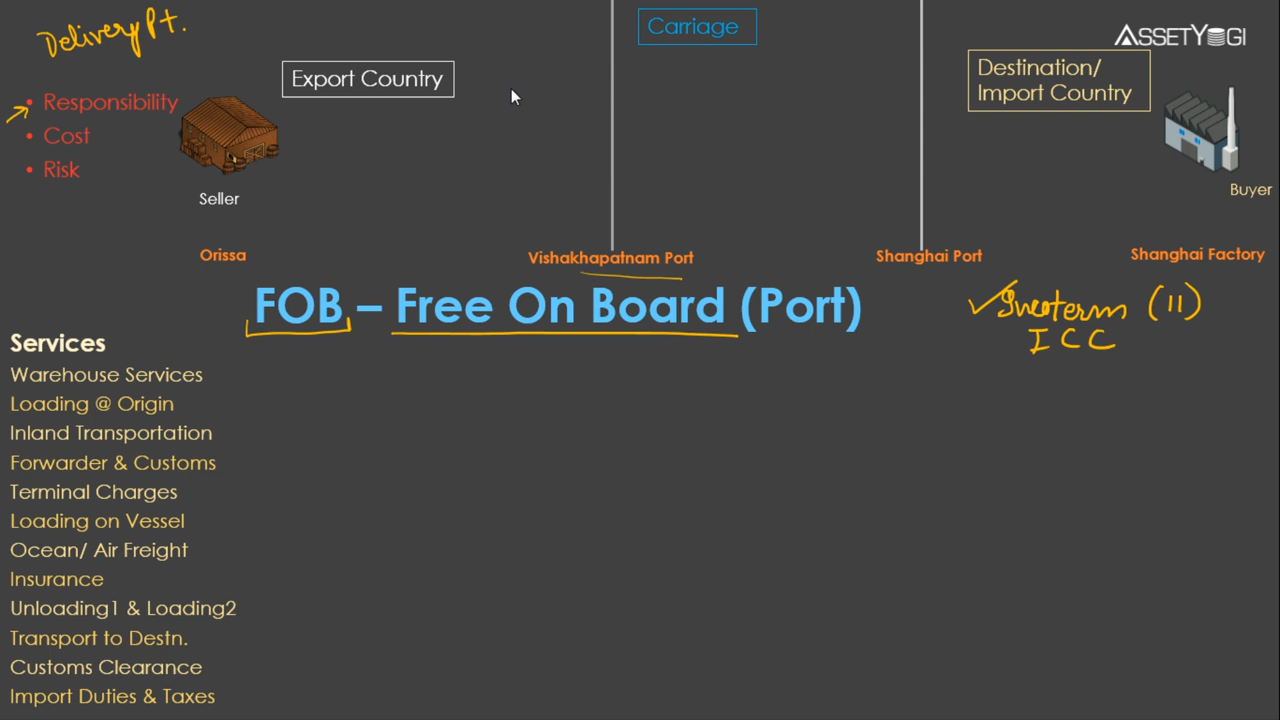 Delivery Pt.
Carriage
ASSETYOGI
Export Country
Destination/
Import Country
• Responsibility
• Cost
• Risk
Seller
Buyer
Orissa
Vishakhapatnam Port
Shanghai Port
Shanghai Factory
FOB – Free On Board (Port)
Incoterm (11)
ICC
Services
Warehouse Services
Loading @ Origin
Inland Transportation
Forwarder & Customs
Terminal Charges
Loading on Vessel
Ocean/ Air Freight
Insurance
Unloading1 & Loading2
Transport to Destn.
Customs Clearance
Import Duties & Taxes